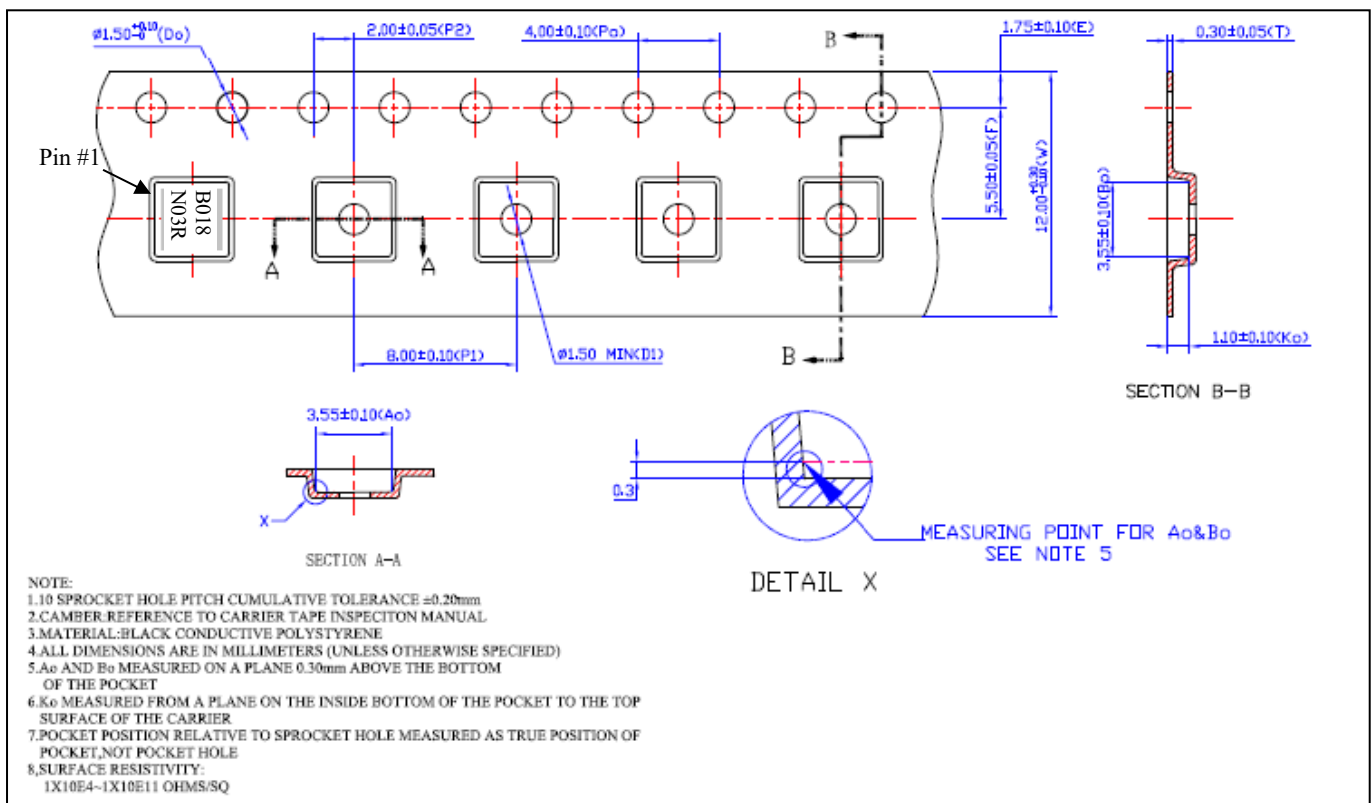 Ø1.50+0.10-0(Do)
2.00±0.05(P2)
4.00±0.10(Po)
B
1.75±0.10(E)
0.30±0.05(T)
Pin #1
B018
N03R
A
A
5.50±0.05(F)
12.00+0.30-0.10(W)
3.55±0.10(Bo)
8.00±0.10(P1)
Ø1.50 MIN(D1)
B
1.10±0.10(Ko)
SECTION B-B
3.55±0.10(Ao)
X
SECTION A-A
0.3
MEASURING POINT FOR Ao&Bo
SEE NOTE 5
DETAIL X
NOTE:
1.10 SPROCKET HOLE PITCH CUMULATIVE TOLERANCE ±0.20mm
2.CAMBER:REFERENCE TO CARRIER TAPE INSPECITON MANUAL
3.MATERIAL:BLACK CONDUCTIVE POLYSTYRENE
4.ALL DIMENSIONS ARE IN MILLIMETERS (UNLESS OTHERWISE SPECIFIED)
5.Ao AND Bo MEASURED ON A PLANE 0.30mm ABOVE THE BOTTOM
OF THE POCKET
6.Ko MEASURED FROM A PLANE ON THE INSIDE BOTTOM OF THE POCKET TO THE TOP
SURFACE OF THE CARRIER
7.POCKET POSITION RELATIVE TO SPROCKET HOLE MEASURED AS TRUE POSITION OF
POCKET,NOT POCKET HOLE
8,SURFACE RESISTIVITY:
1X10E4~1X10E11 OHMS/SQ